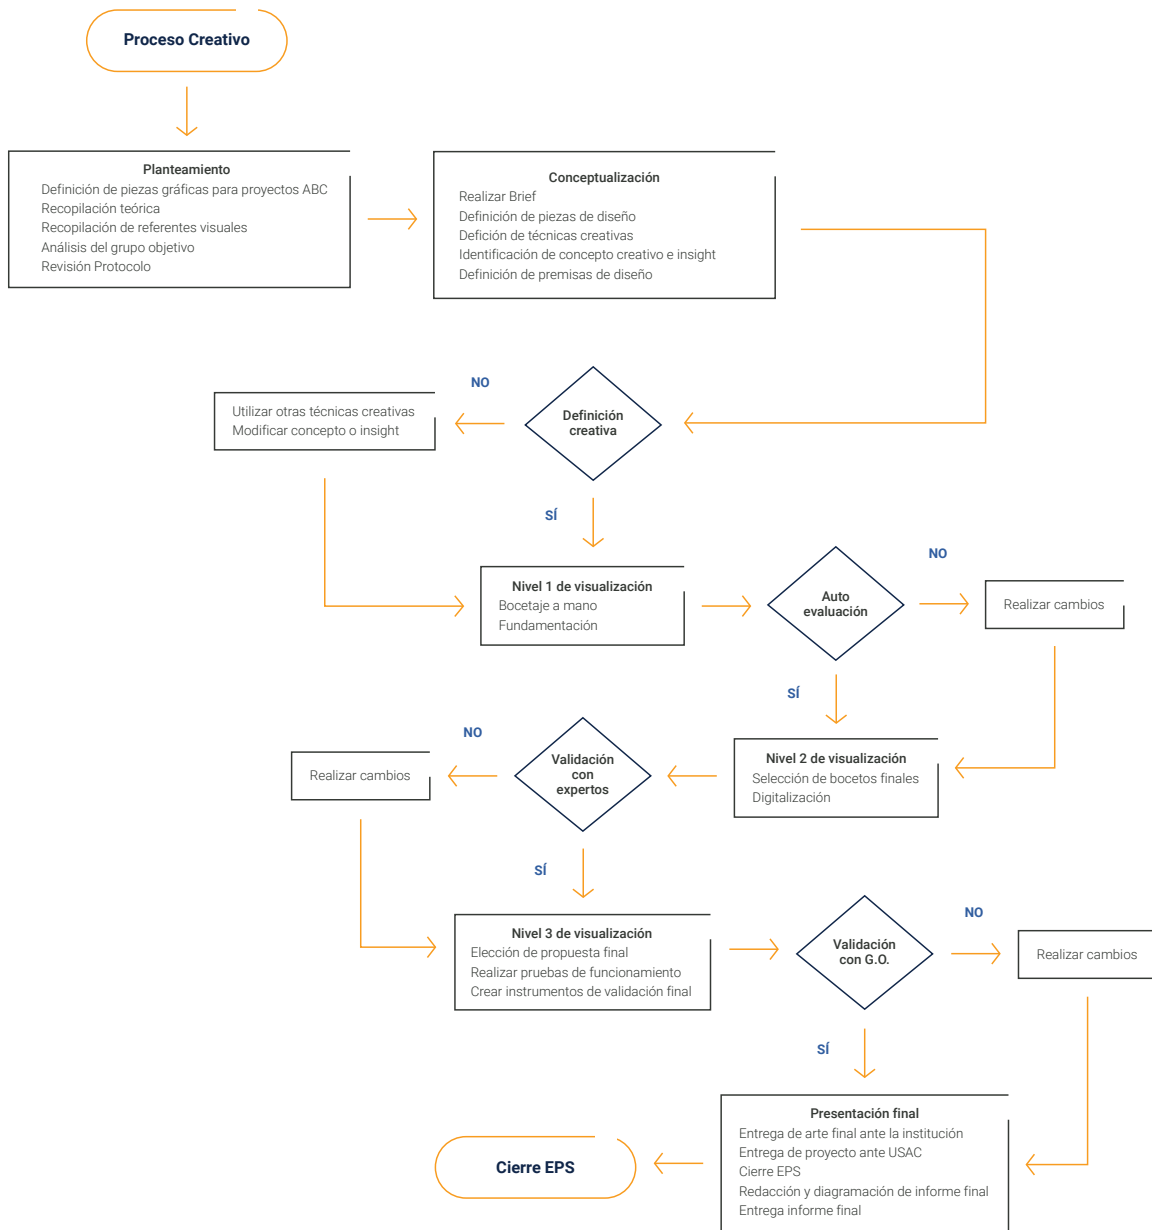 Proceso Creativo
Planteamiento
Definición de piezas gráficas para proyectos ABC
Recopilación teórica
Recopilación de referentes visuales
Análisis del grupo objetivo
Revisión Protocolo
Conceptualización
Realizar Brief
Definición de piezas de diseño
Defición de técnicas creativas
Identificación de concepto creativo e insight
Definición de premisas de diseño
Definición
creativa
NO
Utilizar otras técnicas creativas
Modificar concepto o insight
SÍ
Nivel 1 de visualización
Bocetaje a mano
Fundamentación
Auto
evaluación
NO
Realizar cambios
SÍ
Nivel 2 de visualización
Selección de bocetos finales
Digitalización
Validación
con
expertos
NO
Realizar cambios
SÍ
Nivel 3 de visualización
Elección de propuesta final
Realizar pruebas de funcionamiento
Crear instrumentos de validación final
Validación
con G.O.
NO
Realizar cambios
SÍ
Presentación final
Entrega de arte final ante la institución
Entrega de proyecto ante USAC
Cierre EPS
Redacción y diagramación de informe final
Entrega informe final
Cierre EPS